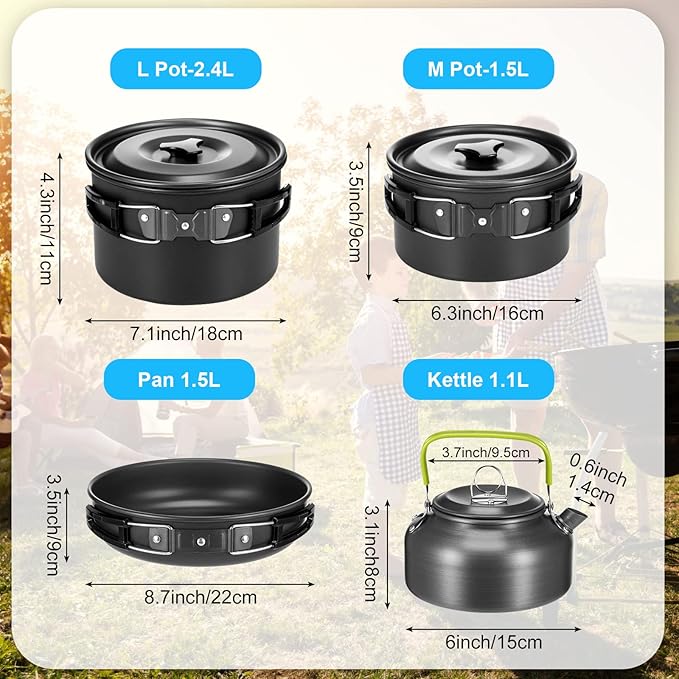 L Pot-2.4L
M Pot-1.5L
4.3inch/11cm
7.1inch/18cm
3.5inch/9cm
6.3inch/16cm
Pan 1.5L
Kettle 1.1L
3.5inch/9cm
8.7inch/22cm
3.7inch/9.5cm
0.6inch
1.4cm
3.1inch8cm
6inch/15cm